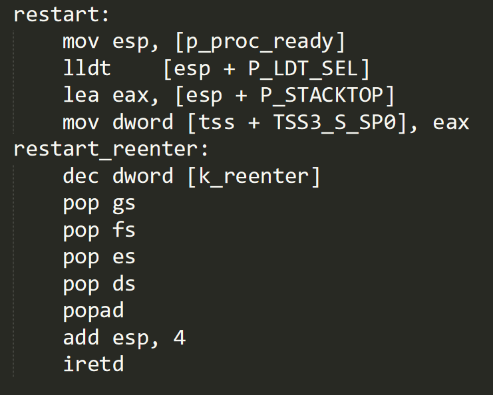 restart:
    mov esp, [p_proc_ready]
    lldt    [esp + P_LDT_SEL]
    lea eax, [esp + P_STACKTOP]
    mov dword [tss + TSS3_S_SP0], eax
restart_reenter:
    dec dword [k_reenter]
    pop gs
    pop fs
    pop es
    pop ds
    popad
    add esp, 4
    iretd